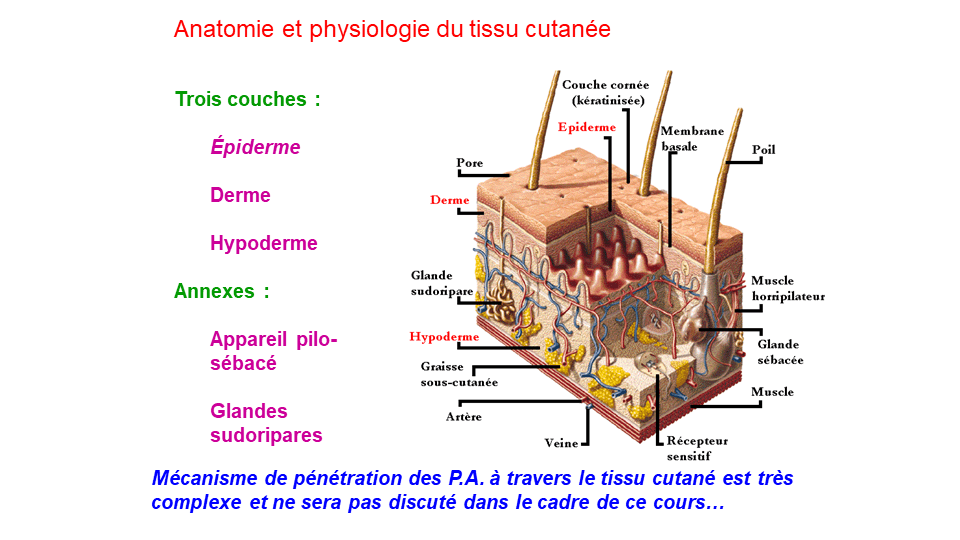 Anatomie et physiologie du tissu cutanée
Trois couches :
Épiderme
Derme
Hypoderme
Annexes :
Appareil pilo-
sébacé
Glandes
sudoripares
Couche cornée
(kératinisée)
Epiderme
Membrane
basale
Poil
Pore
Derme
Glande
sudoripare
Muscle
horripilateur
Hypoderme
Glande
sébacée
Graisse
sous-cutanée
Muscle
Artère
Veine
Récepteur
sensitif
Mécanisme de pénétration des P.A. à travers le tissu cutané est très
complexe et ne sera pas discuté dans le cadre de ce cours…